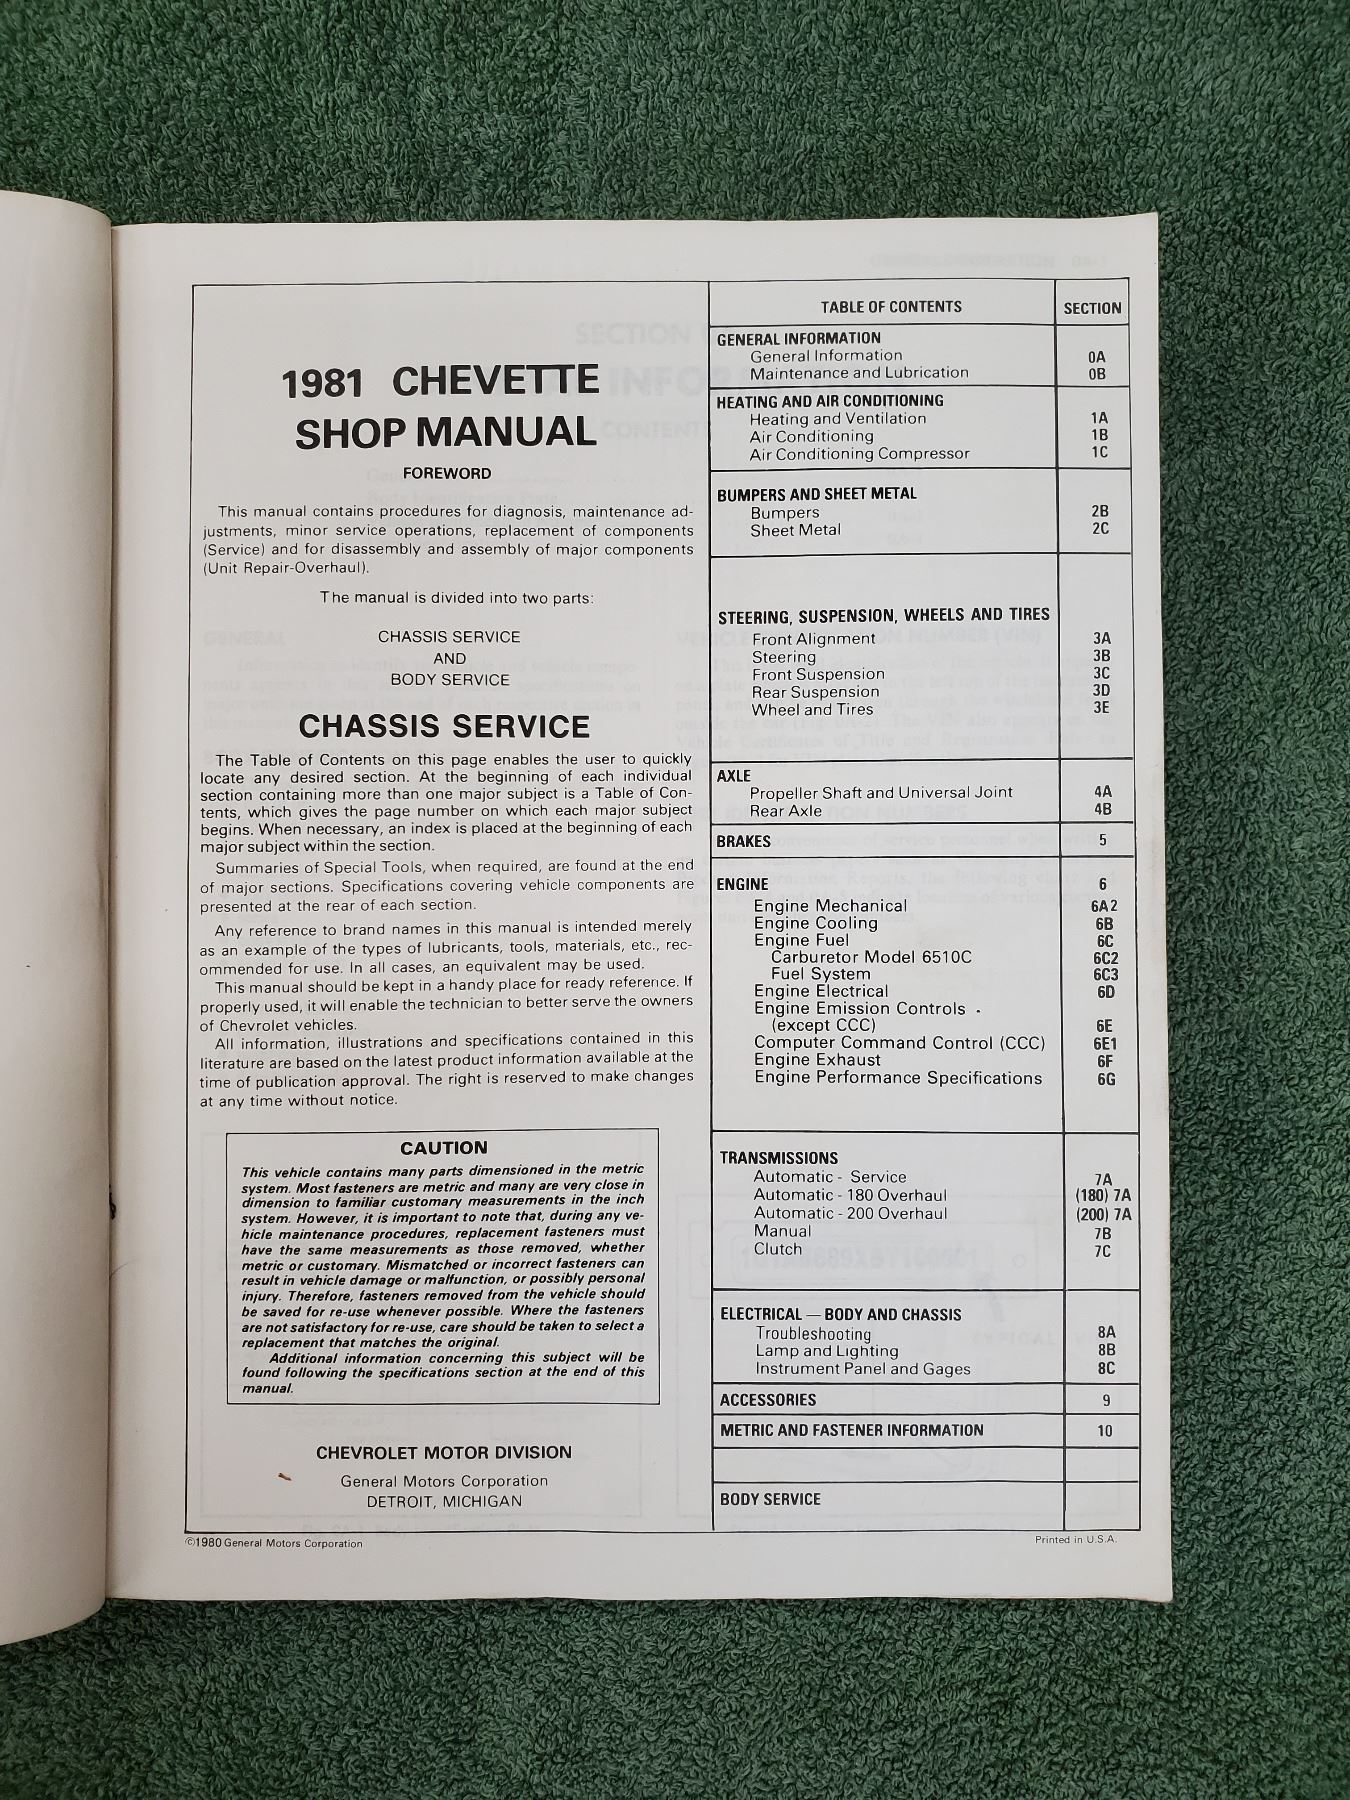 1981 CHEVETTE
SHOP MANUAL
FOREWORD
This manual contains procedures for diagnosis, maintenance ad-
justments, minor service operations, replacement of components
(Service) and for disassembly and assembly of major components
(Unit Repair-Overhaul).
The manual is divided into two parts:
CHASSIS SERVICE
AND
BODY SERVICE
CHASSIS SERVICE
The Table of Contents on this page enables the user to quickly
locate any desired section. At the beginning of each individual
section containing more than one major subject is a Table of Con-
tents, which gives the page number on which each major subject
begins. When necessary, an index is placed at the beginning of each
major subject within the section.
Summaries of Special Tools, when required, are found at the end
of major sections. Specifications covering vehicle components are
presented at the rear of each section.
Any reference to brand names in this manual is intended merely
as an example of the types of lubricants, tools, materials, etc., rec-
ommended for use. In all cases, an equivalent may be used.
This manual should be kept in a handy place for ready reference. If
properly used, it will enable the technician to better serve the owners
of Chevrolet vehicles.
All information, illustrations and specifications contained in this
literature are based on the latest product information available at the
time of publication approval. The right is reserved to make changes
at any time without notice.
CAUTION
This vehicle contains many parts dimensioned in the metric
system. Most fasteners are metric and many are very close in
dimension to familiar customary measurements in the inch
system. However, it is important to note that, during any ve-
hicle maintenance procedures, replacement fasteners must
have the same measurements as those removed, whether
metric or customary. Mismatched or incorrect fasteners can
result in vehicle damage or malfunction, or possibly personal
injury. Therefore, fasteners removed from the vehicle should
be saved for re-use whenever possible. Where the fasteners
are not satisfactory for re-use, care should be taken to select a
replacement that matches the original.
Additional information concerning this subject will be
found following the specifications section at the end of this
manual.
CHEVROLET MOTOR DIVISION
General Motors Corporation
DETROIT, MICHIGAN
©1980 General Motors Corporation
TABLE OF CONTENTS SECTION
GENERAL INFORMATION
General Information 0A
Maintenance and Lubrication 0B
HEATING AND AIR CONDITIONING
Heating and Ventilation 1A
Air Conditioning 1B
Air Conditioning Compressor 1C
BUMPERS AND SHEET METAL
Bumpers 2B
Sheet Metal 2C
STEERING, SUSPENSION, WHEELS AND TIRES
Front Alignment 3A
Steering 3B
Front Suspension 3C
Rear Suspension 3D
Wheel and Tires 3E
AXLE
Propeller Shaft and Universal Joint 4A
Rear Axle 4B
BRAKES 5
ENGINE 6
Engine Mechanical 6A2
Engine Cooling 6B
Engine Fuel 6C
Carburetor Model 6510C 6C2
Fuel System 6C3
Engine Electrical 6D
Engine Emission Controls -
(except CCC) 6E
Computer Command Control (CCC) 6E1
Engine Exhaust 6F
Engine Performance Specifications 6G
TRANSMISSIONS
Automatic - Service 7A
Automatic - 180 Overhaul (180) 7A
Automatic - 200 Overhaul (200) 7A
Manual 7B
Clutch 7C
ELECTRICAL — BODY AND CHASSIS
Troubleshooting 8A
Lamp and Lighting 8B
Instrument Panel and Gages 8C
ACCESSORIES 9
METRIC AND FASTENER INFORMATION 10
BODY SERVICE
Printed in U.S.A.